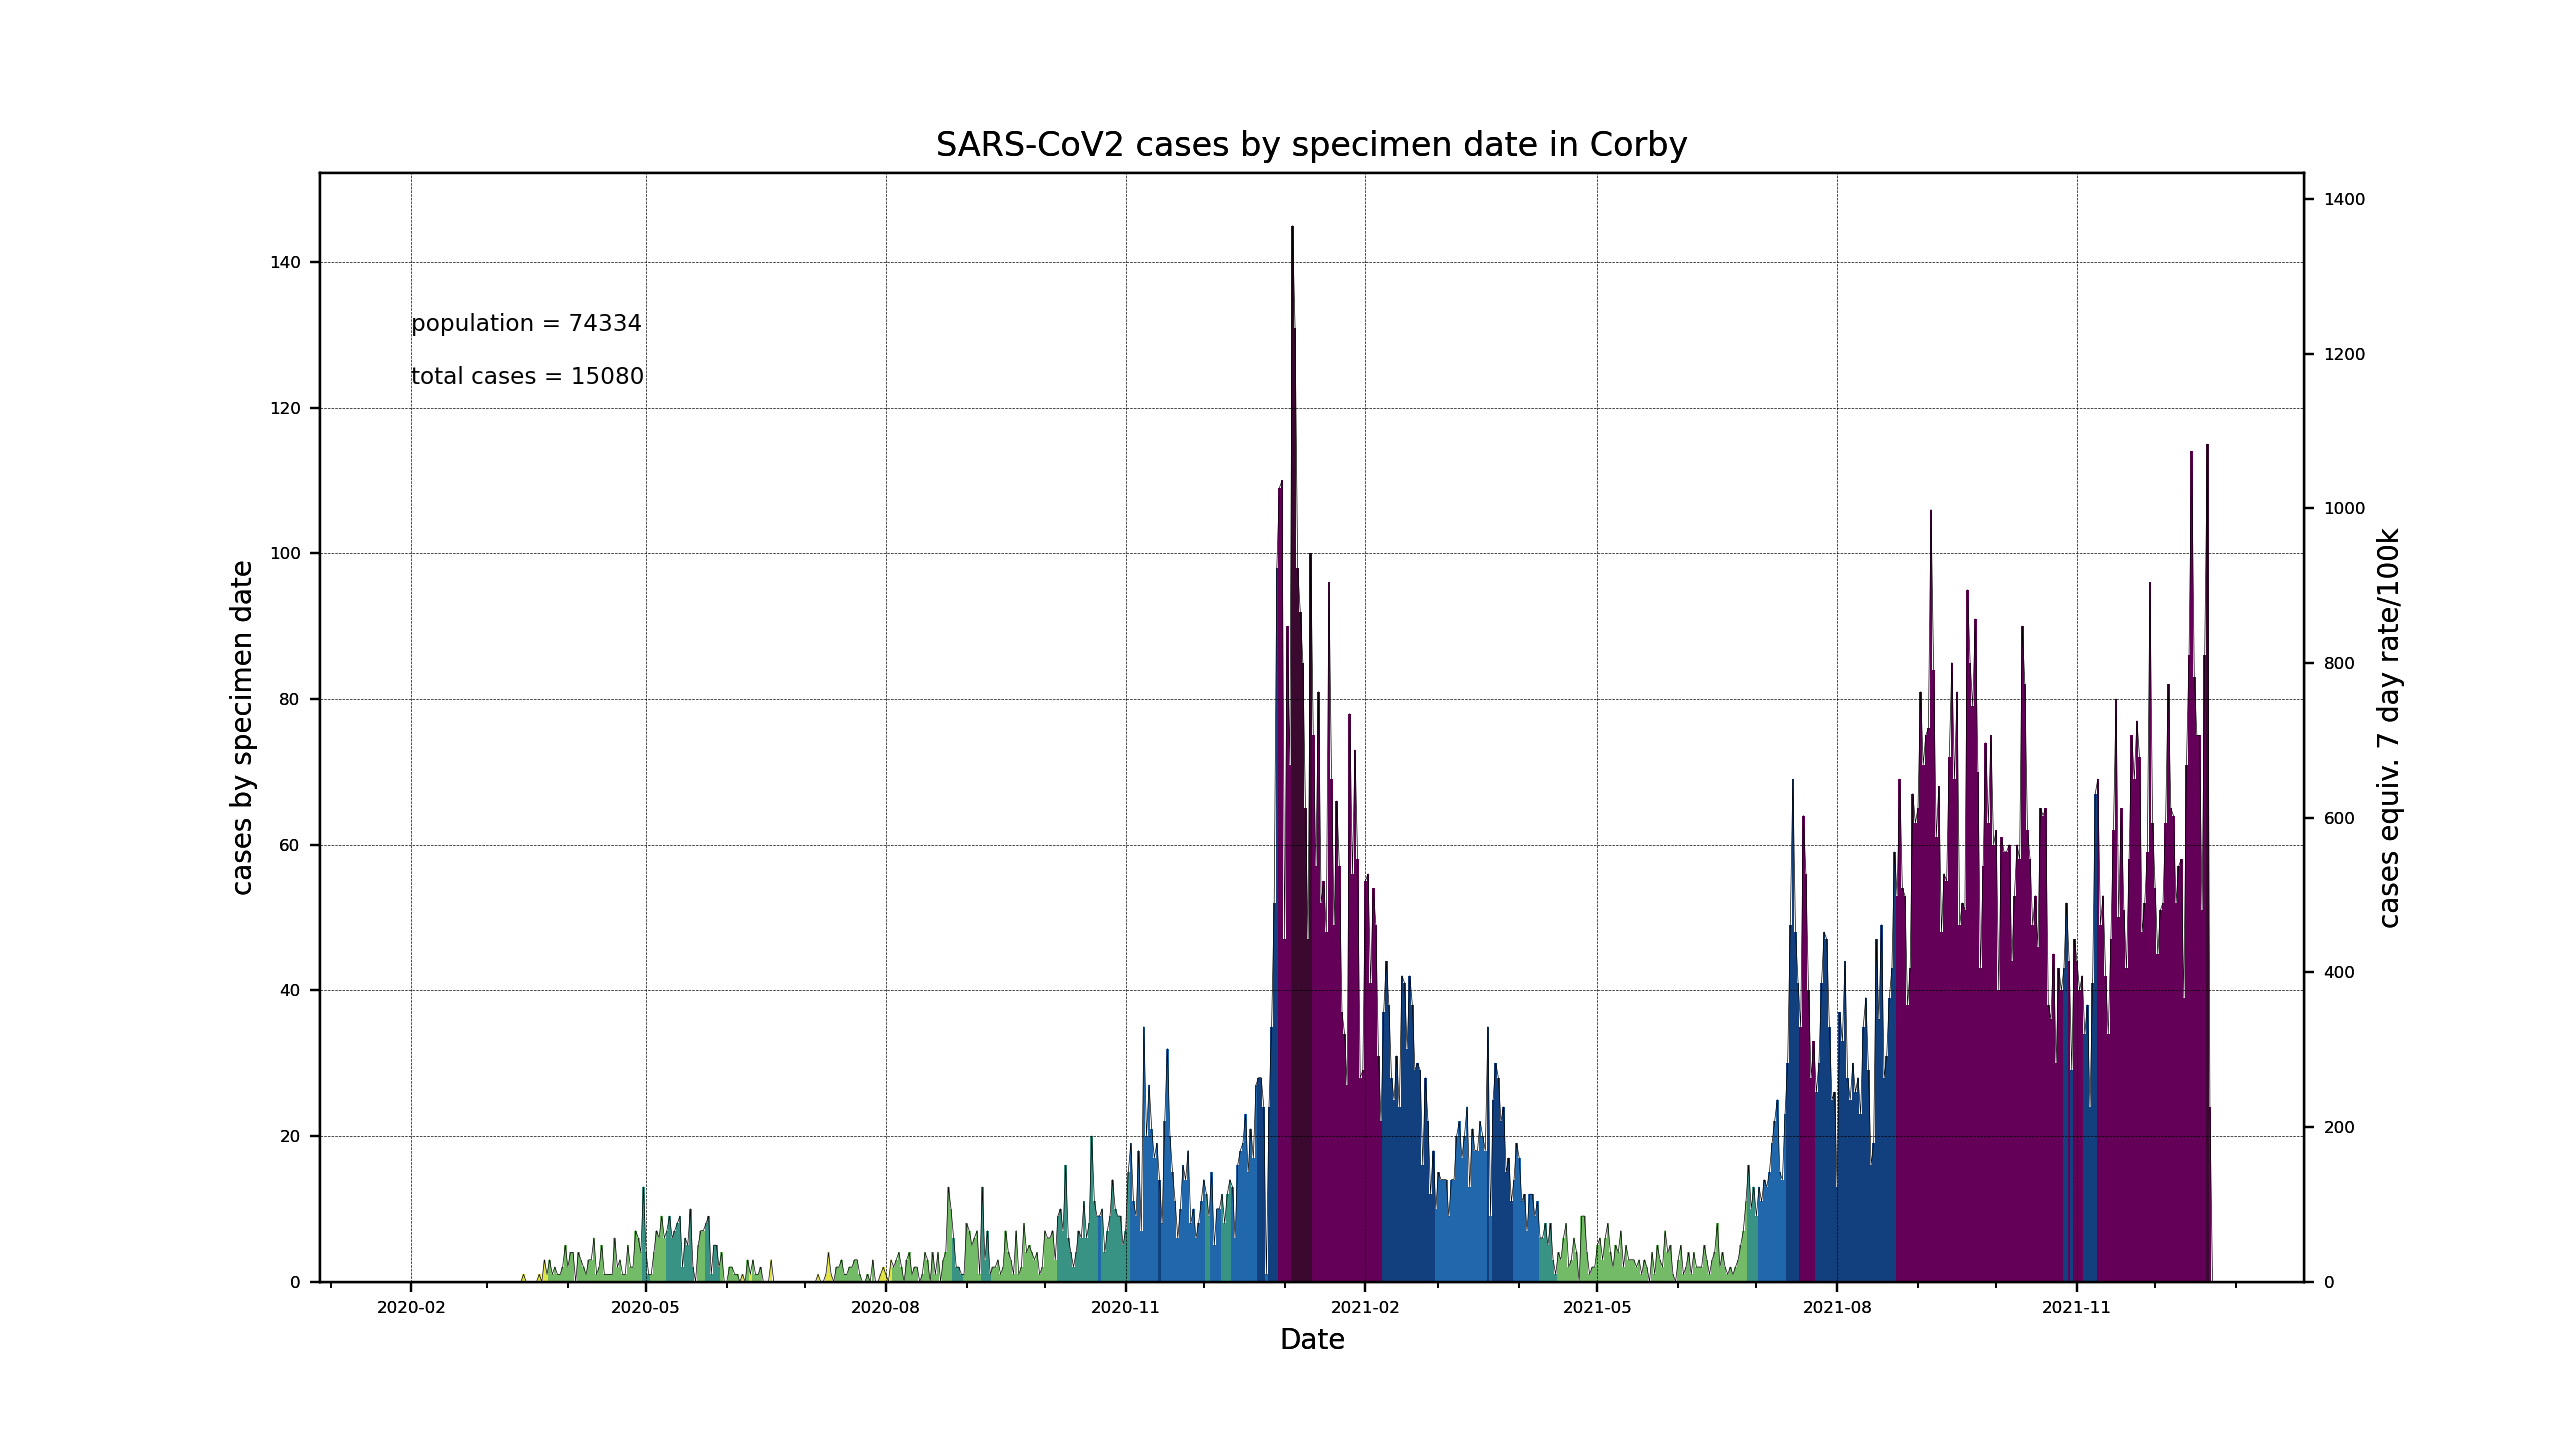 SARS-CoV2 cases by specimen date in Corby
population = 74334
total cases = 15080
cases by specimen date
140
120
100
80
60
40
20
0
1400
1200
1000
800
600
400
200
0
cases equiv. 7 day rate/100k
2020-02 2020-05 2020-08 2020-11 2021-02 2021-05 2021-08 2021-11
Date